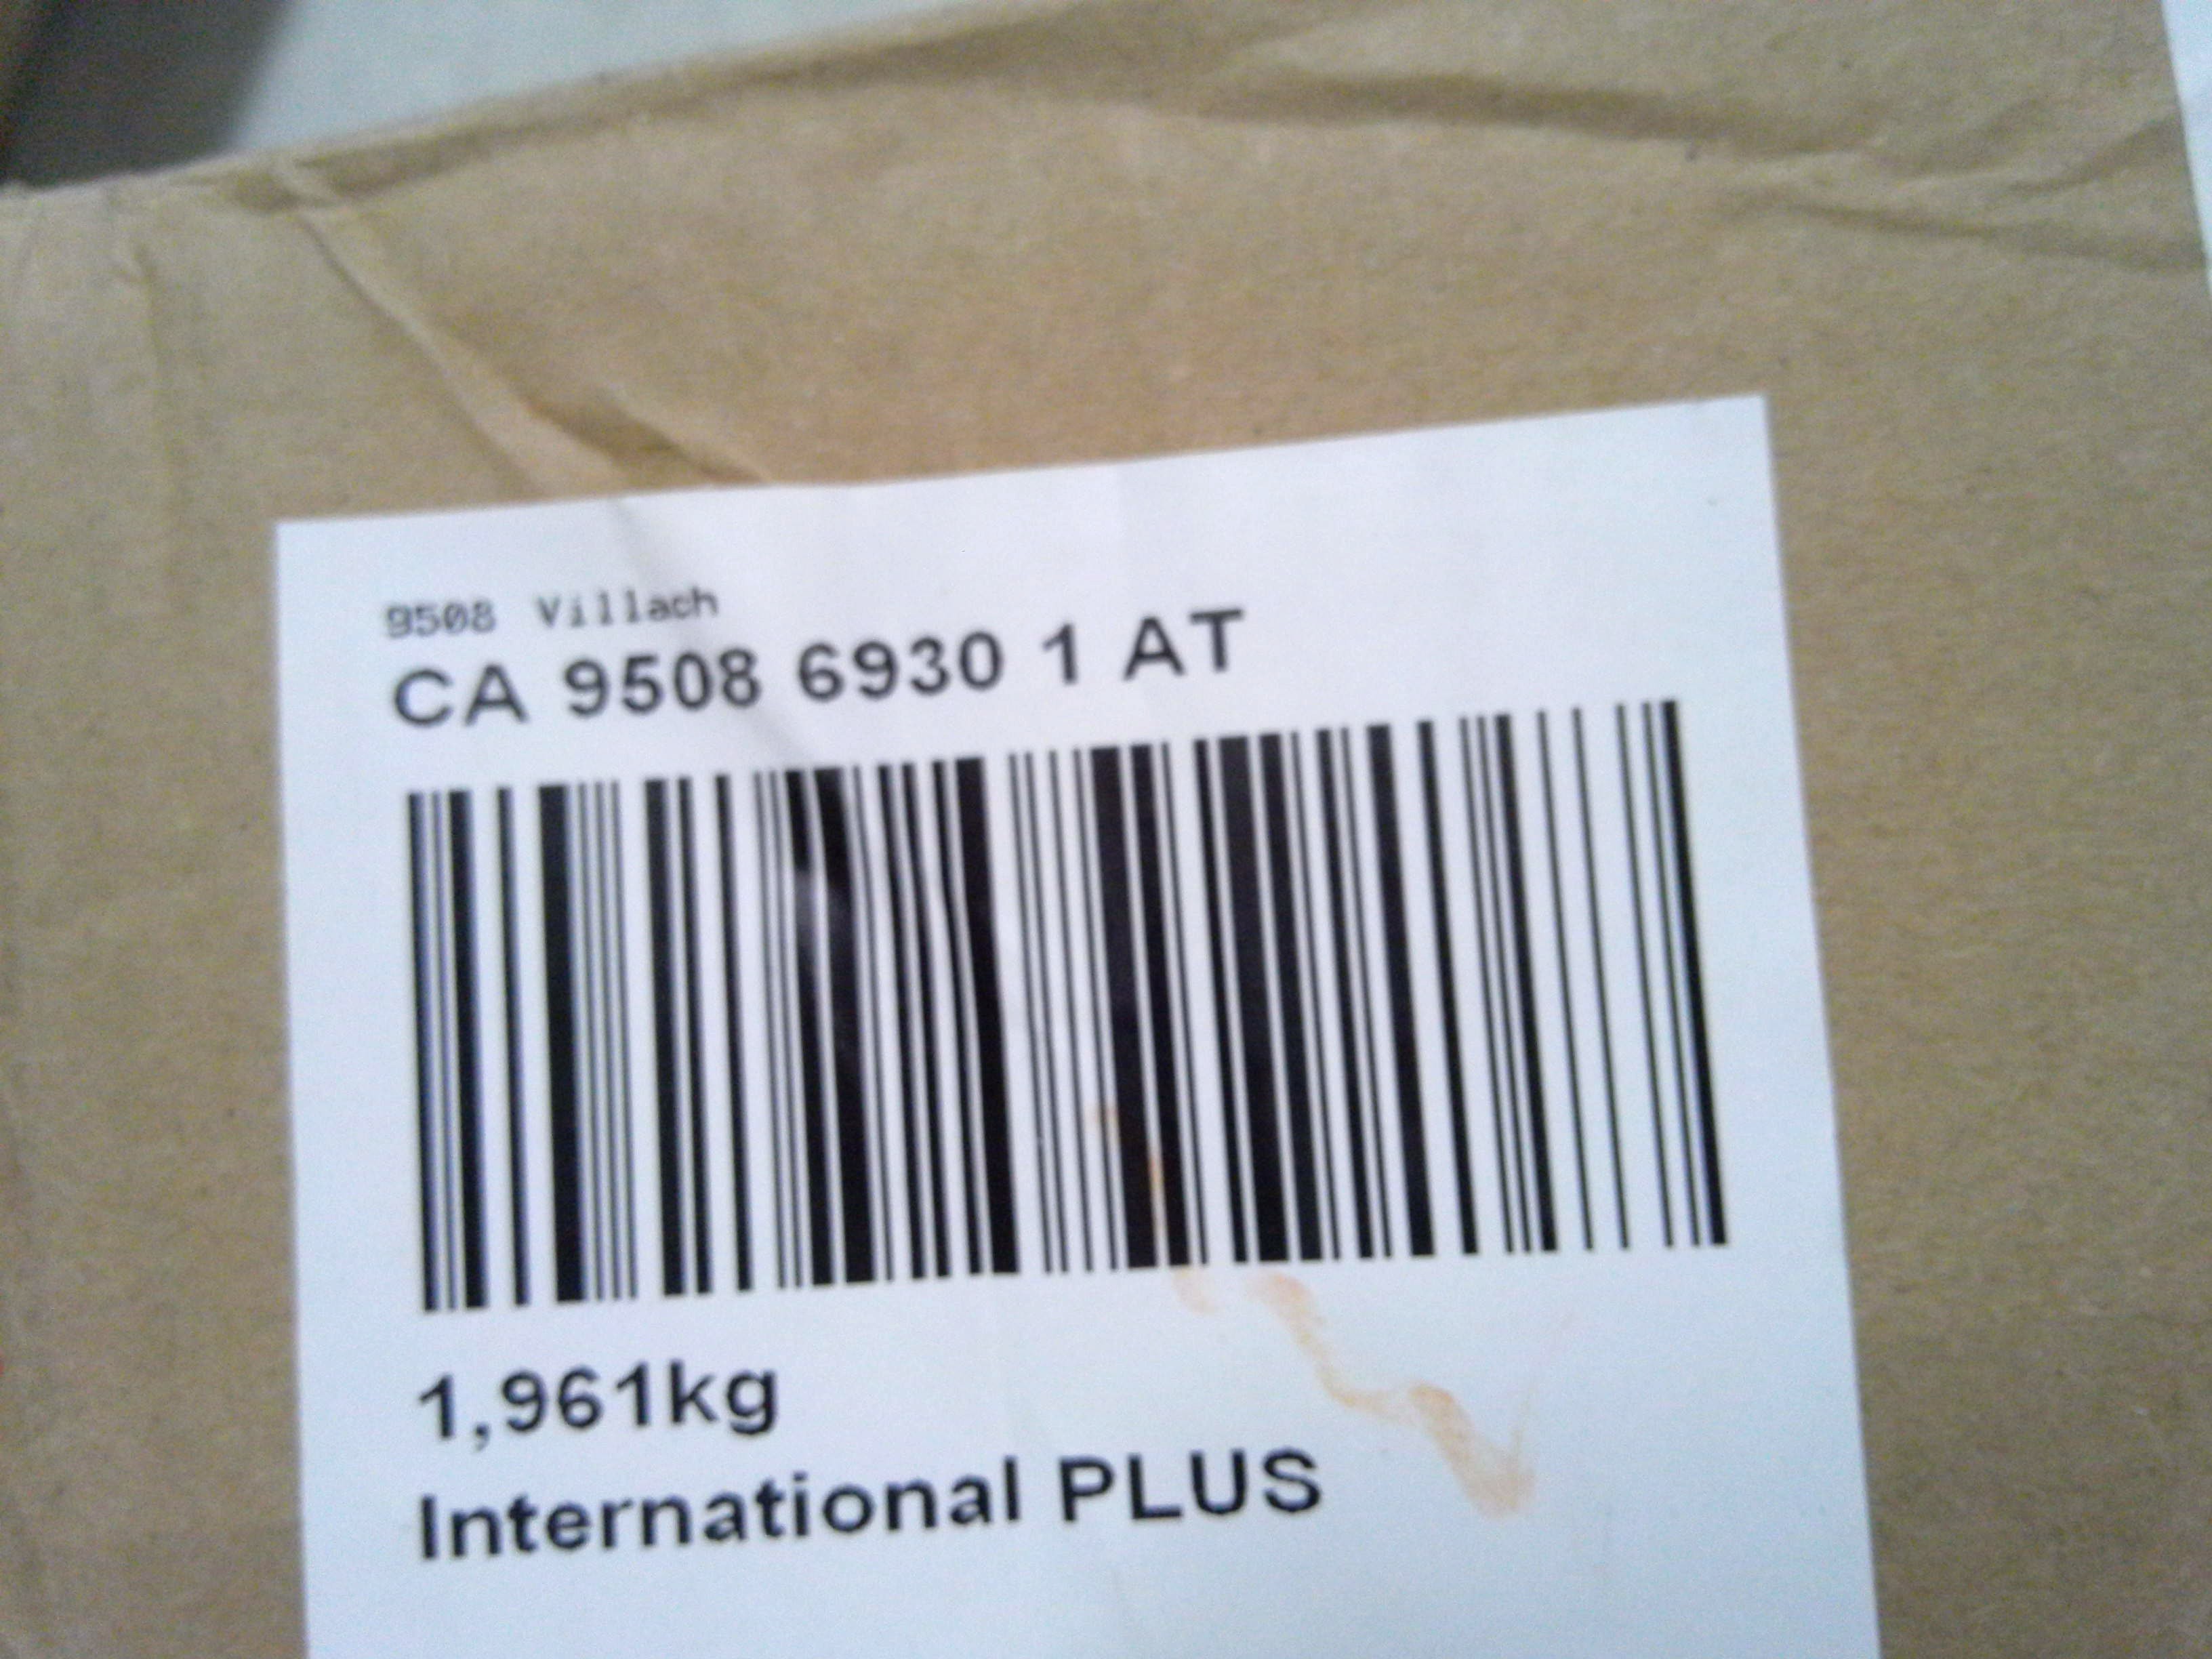 9508 Villach
CA 9508 6930 1 AT
1,961kg
International PLUS